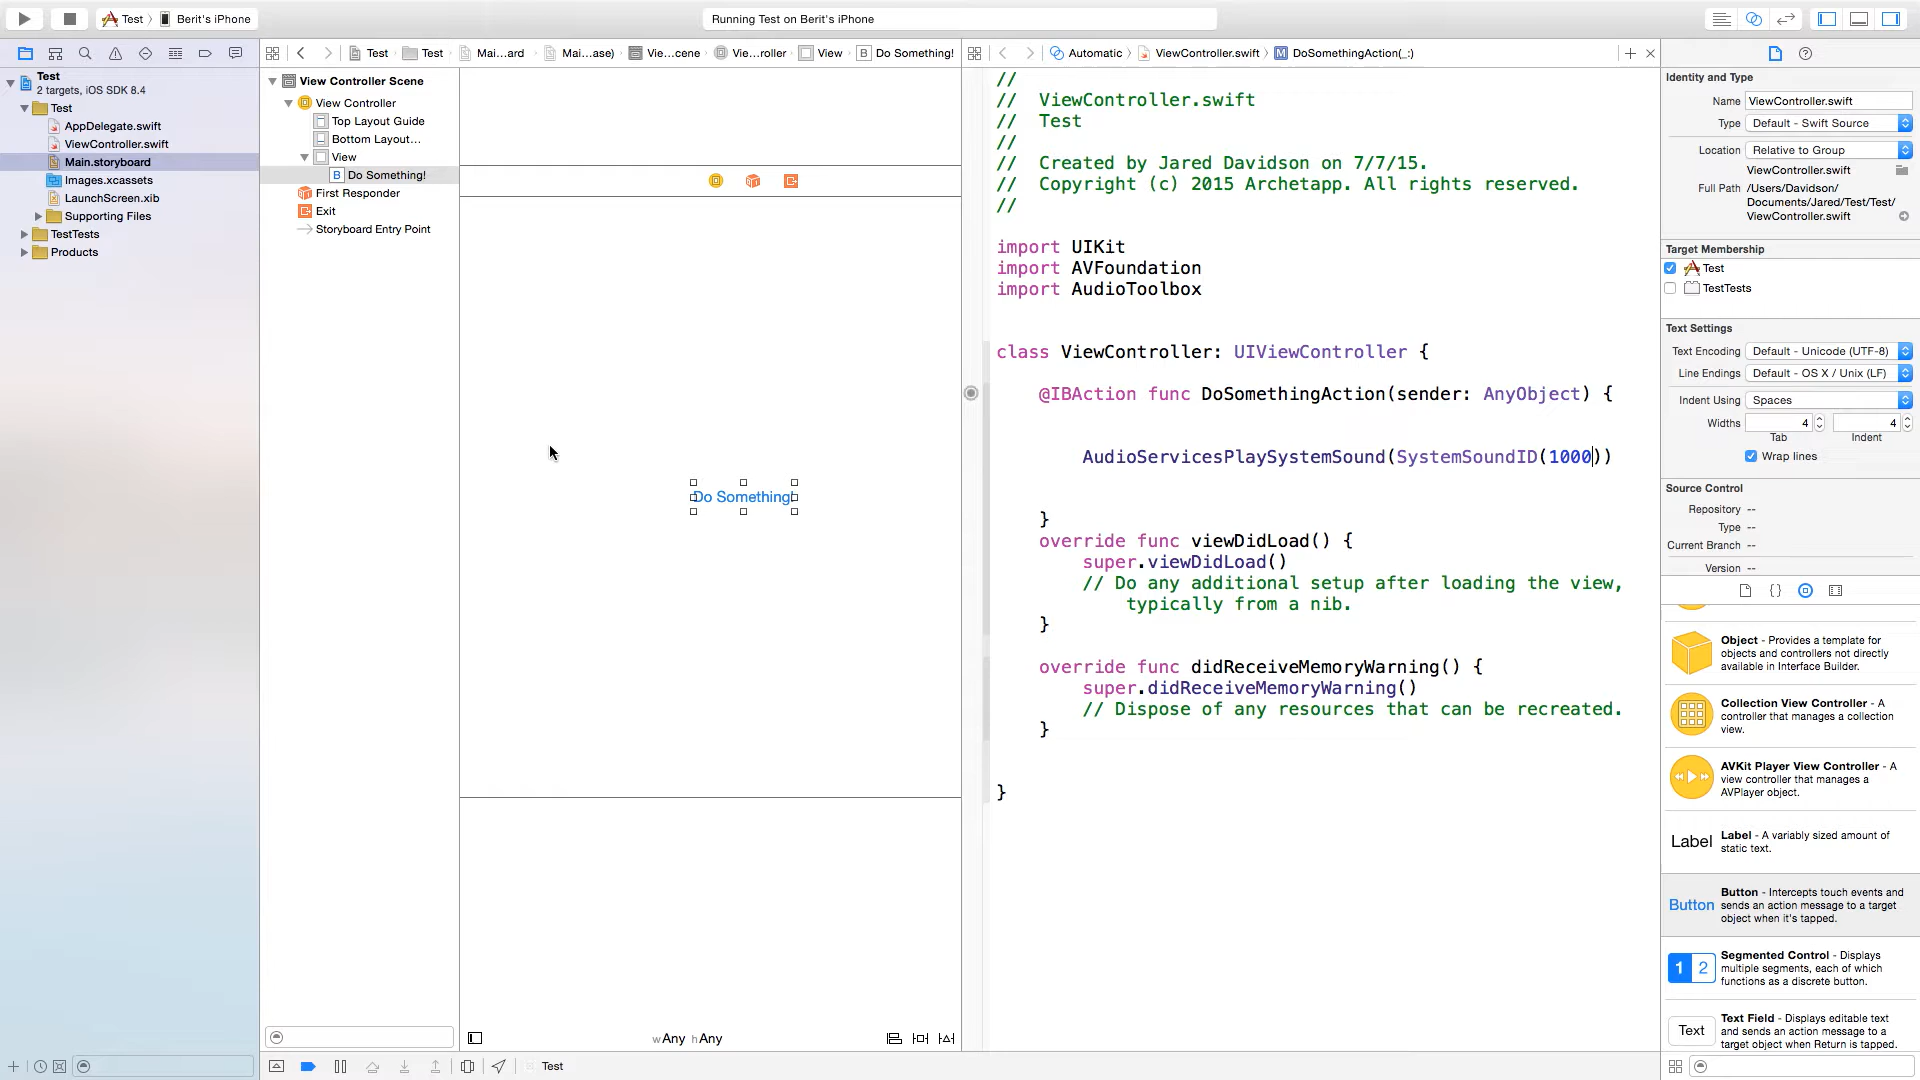 Test
Berit's iPhone
Running Test on Berit's iPhone
Test
Test
Mai...ard
Mai...ase)
Vie...cene
Vie...roller
View
B
Do Something!
Automatic
ViewController.swift
M
DoSomethingAction(_:)
Test
2 targets, iOS SDK 8.4
Test
AppDelegate.swift
ViewController.swift
Main.storyboard
Images.xcassets
LaunchScreen.xib
Supporting Files
TestTests
Products
View Controller Scene
View Controller
Top Layout Guide
Bottom Layout...
View
B
Do Something!
First Responder
Exit
Storyboard Entry Point
Do Something!
wAny hAny
//
// ViewController.swift
// Test
//
// Created by Jared Davidson on 7/7/15.
// Copyright (c) 2015 Archetapp. All rights reserved.
//
import UIKit
import AVFoundation
import AudioToolbox
class ViewController: UIViewController {
@IBAction func DoSomethingAction(sender: AnyObject) {
AudioServicesPlaySystemSound(SystemSoundID(1000))
}
override func viewDidLoad() {
super.viewDidLoad()
// Do any additional setup after loading the view,
typically from a nib.
}
override func didReceiveMemoryWarning() {
super.didReceiveMemoryWarning()
// Dispose of any resources that can be recreated.
}
}
Test
Identity and Type
Name ViewController.swift
Type Default - Swift Source
Location Relative to Group
ViewController.swift
Full Path /Users/Davidson/
Documents/Jared/Test/Test/
ViewController.swift
Target Membership
Test
TestTests
Text Settings
Text Encoding Default - Unicode (UTF-8)
Line Endings Default - OS X / Unix (LF)
Indent Using Spaces
Widths 4 4
Tab Indent
Wrap lines
Source Control
Repository --
Type --
Current Branch --
Version --
{}
Object - Provides a template for
objects and controllers not directly
available in Interface Builder.
Collection View Controller - A
controller that manages a collection
view.
AVKit Player View Controller - A
view controller that manages a
AVPlayer object.
Label
Label - A variably sized amount of
static text.
Button
Button - Intercepts touch events and
sends an action message to a target
object when it's tapped.
1 2
Segmented Control - Displays
multiple segments, each of which
functions as a discrete button.
Text
Text Field - Displays editable text
and sends an action message to a
target object when Return is tapped.